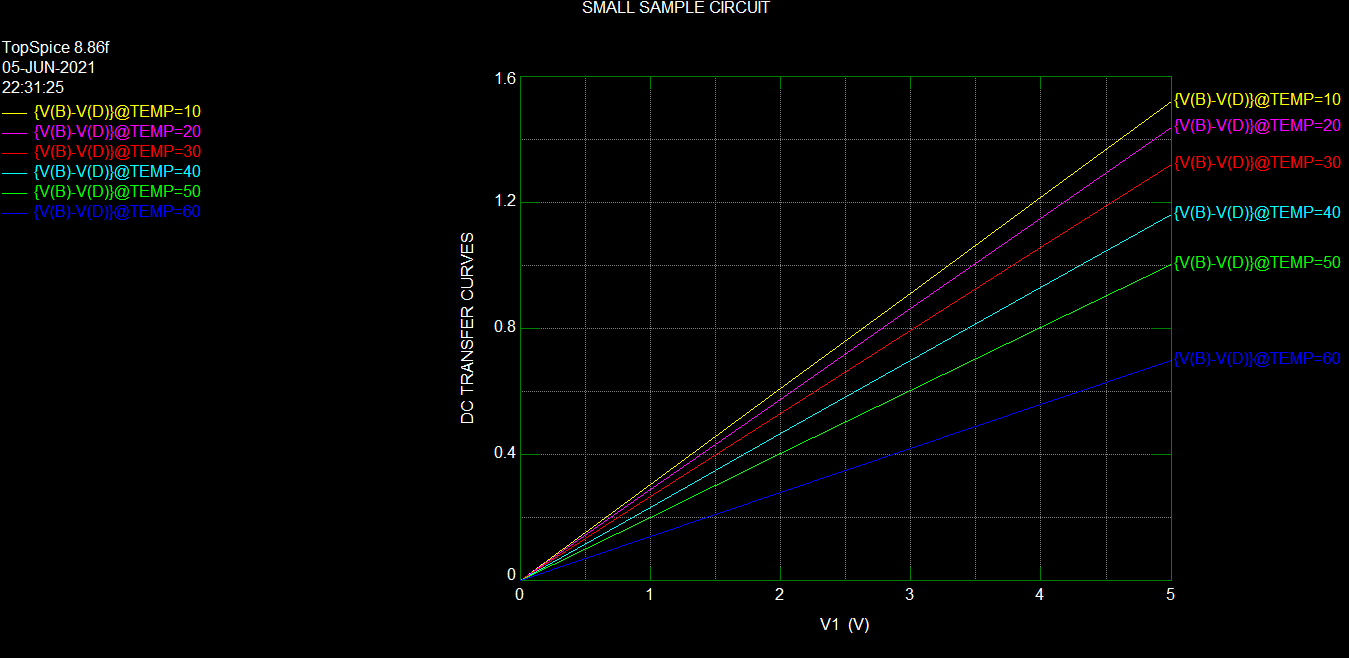 SMALL SAMPLE CIRCUIT
TopSpice 8.86f
05-JUN-2021
22:31:25
{V(B)-V(D)}@TEMP=10
{V(B)-V(D)}@TEMP=20
{V(B)-V(D)}@TEMP=30
{V(B)-V(D)}@TEMP=40
{V(B)-V(D)}@TEMP=50
{V(B)-V(D)}@TEMP=60
DC TRANSFER CURVES
1.6
1.2
0.8
0.4
0
{V(B)-V(D)}@TEMP=10
{V(B)-V(D)}@TEMP=20
{V(B)-V(D)}@TEMP=30
{V(B)-V(D)}@TEMP=40
{V(B)-V(D)}@TEMP=50
{V(B)-V(D)}@TEMP=60
0 1 2 3 4 5
V1 (V)